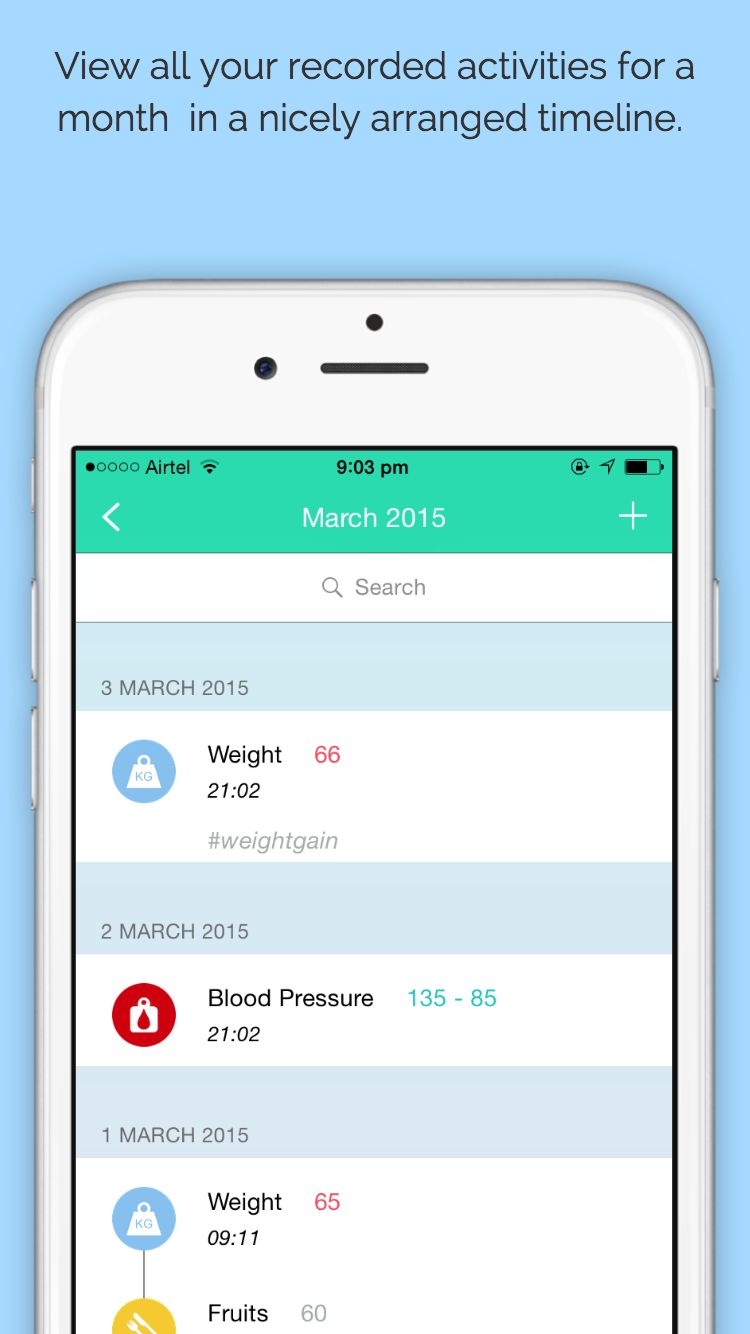 View all your recorded activities for a
month  in a nicely arranged timeline.
Airtel 9:03 pm
March 2015
Search
3 MARCH 2015
KG
Weight 66
21:02
#weightgain
2 MARCH 2015
Blood Pressure 135 - 85
21:02
1 MARCH 2015
KG
Weight 65
09:11
Fruits 60